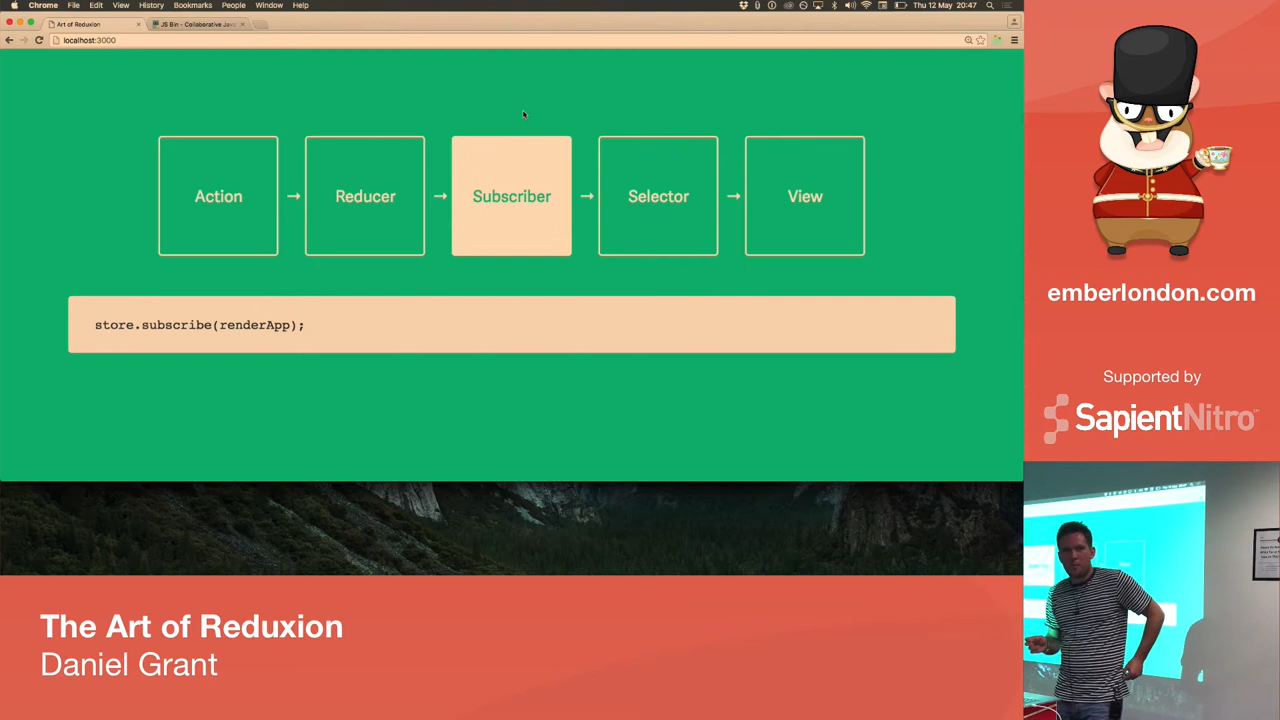 Chrome File Edit View History Bookmarks People Window Help
Thu 12 May 20:47
Art of Reduxion
JS Bin - Collaborative Jav
localhost:3000
Action → Reducer → Subscriber → Selector → View
store.subscribe(renderApp);
emberlondon.com
Supported by
SapientNitro
The Art of Reduxion
Daniel Grant